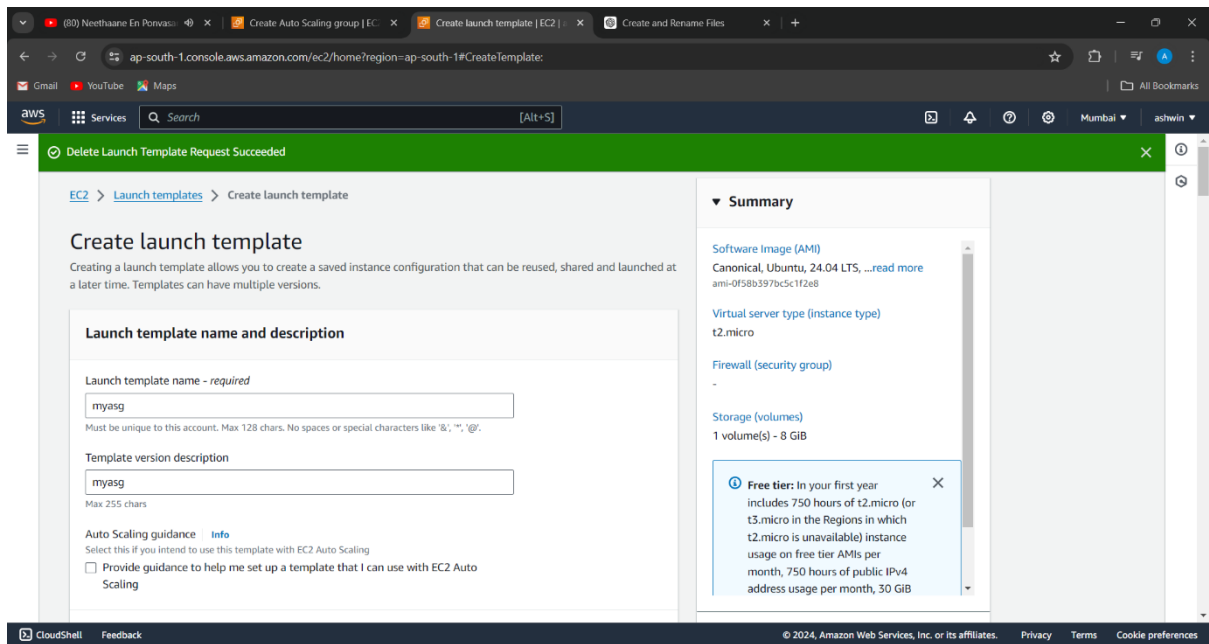 (80) Neethaane En Ponvasa
Create Auto Scaling group | EC
Create launch template | EC2 |
Create and Rename Files
ap-south-1.console.aws.amazon.com/ec2/home?region=ap-south-1#CreateTemplate:
A
Gmail YouTube Maps
All Bookmarks
aws Services Search [Alt+S] Mumbai ashwin
Delete Launch Template Request Succeeded
EC2 > Launch templates > Create launch template
Create launch template
Creating a launch template allows you to create a saved instance configuration that can be reused, shared and launched at
a later time. Templates can have multiple versions.
Launch template name and description
Launch template name - required
myasg
Must be unique to this account. Max 128 chars. No spaces or special characters like '&', '*', '@'.
Template version description
myasg
Max 255 chars
Auto Scaling guidance Info
Select this if you intend to use this template with EC2 Auto Scaling
Provide guidance to help me set up a template that I can use with EC2 Auto
Scaling
Summary
Software Image (AMI)
Canonical, Ubuntu, 24.04 LTS, ...read more
ami-0f58b397bc5c1f2e8
Virtual server type (instance type)
t2.micro
Firewall (security group)
-
Storage (volumes)
1 volume(s) - 8 GiB
Free tier: In your first year
includes 750 hours of t2.micro (or
t3.micro in the Regions in which
t2.micro is unavailable) instance
usage on free tier AMIs per
month, 750 hours of public IPv4
address usage per month, 30 GiB
CloudShell Feedback
© 2024, Amazon Web Services, Inc. or its affiliates. Privacy Terms Cookie preferences